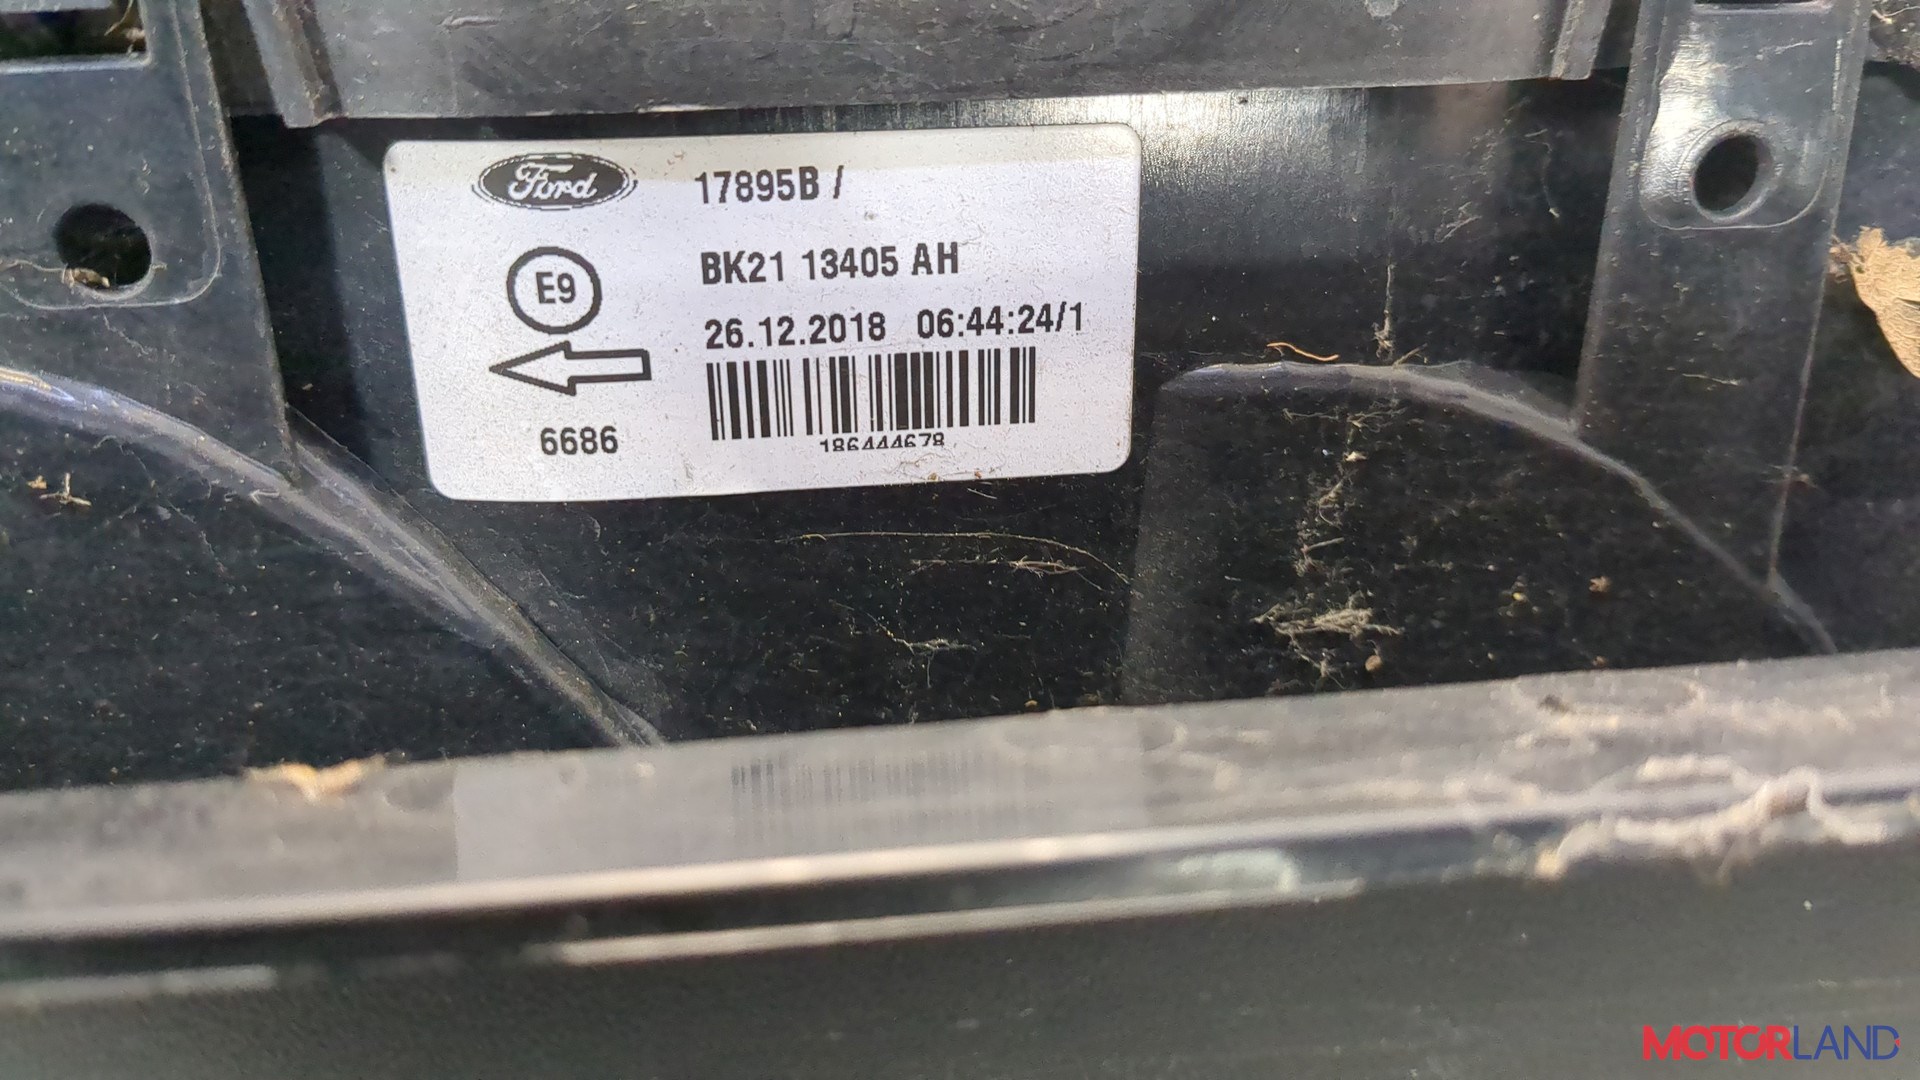 Ford
17895B /
E9
BK21 13405 AH
26.12.2018 06:44:24/1
6686
186444678
MOTORLAND